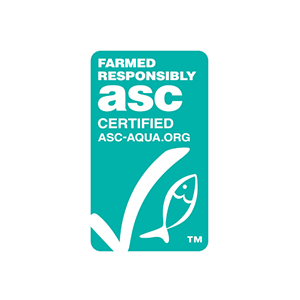 FARMED
RESPONSIBLY
asc
CERTIFIED
ASC-AQUA.ORG
TM